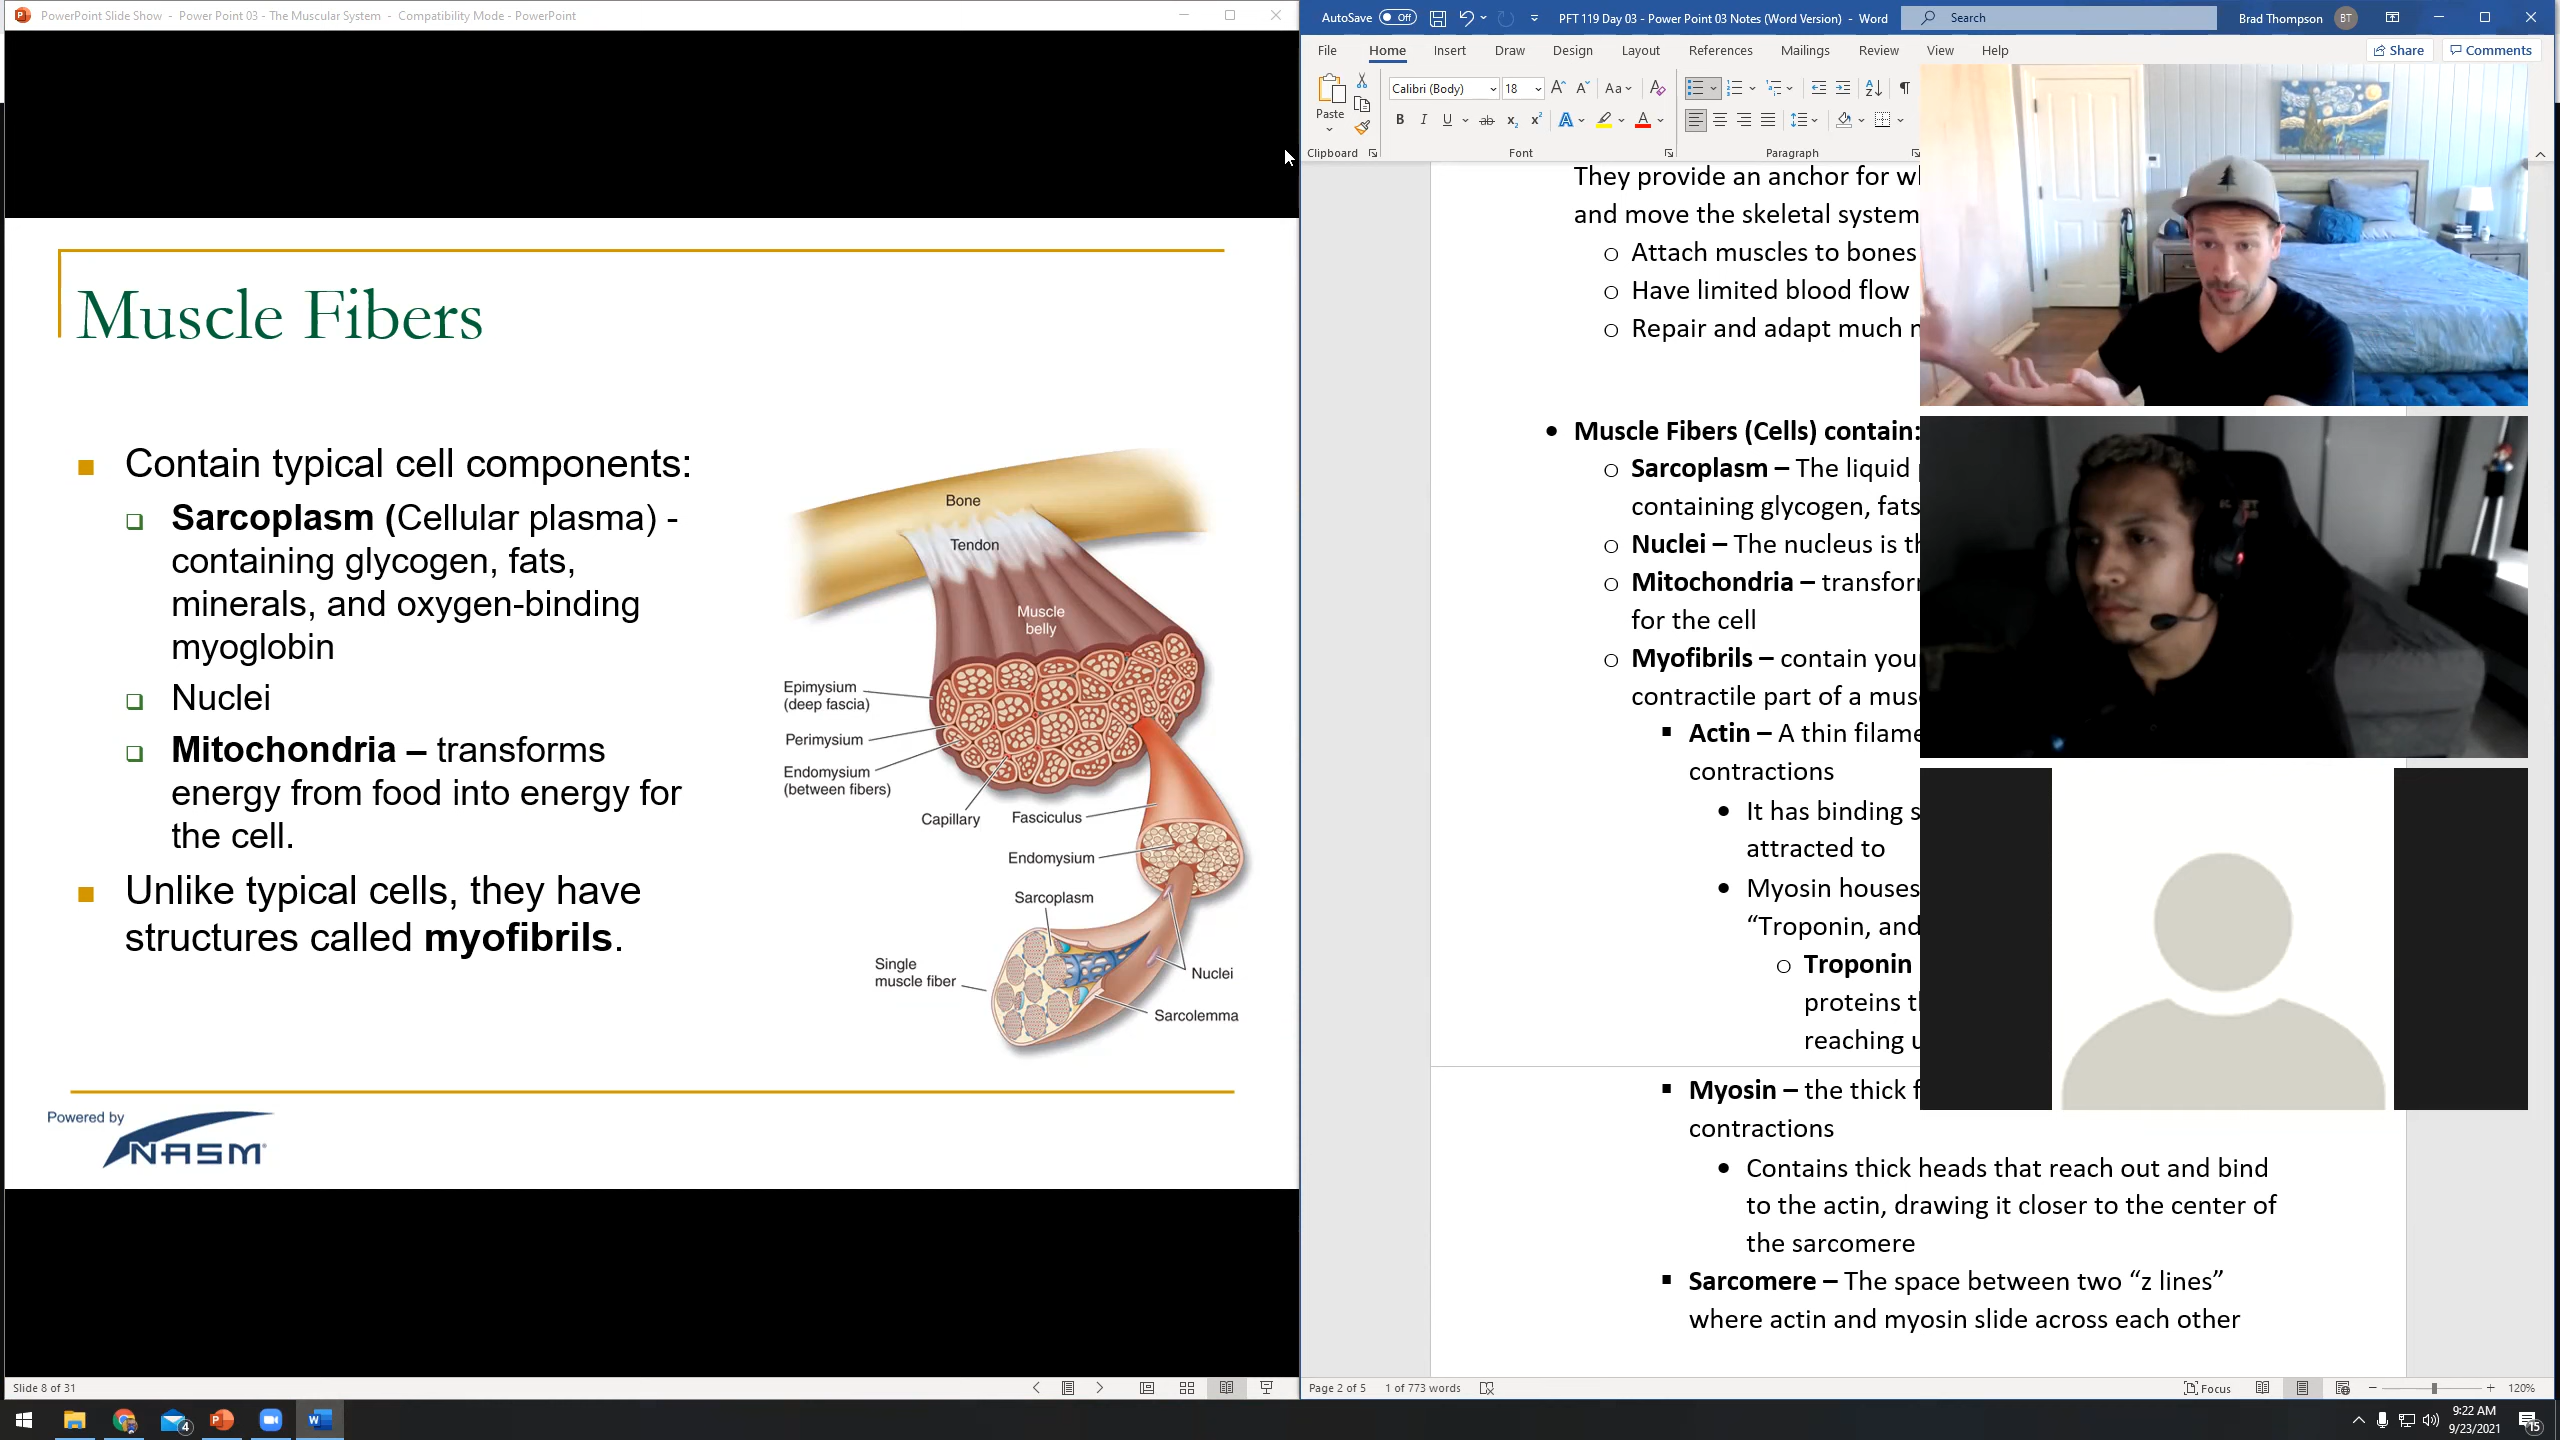 PowerPoint Slide Show - Power Point 03 - The Muscular System - Compatibility Mode - PowerPoint
Muscle Fibers
Contain typical cell components:
Sarcoplasm (Cellular plasma) -
containing glycogen, fats,
minerals, and oxygen-binding
myoglobin
Nuclei
Mitochondria – transforms
energy from food into energy for
the cell.
Unlike typical cells, they have
structures called myofibrils.
Bone
Tendon
Muscle
belly
Epimysium
(deep fascia)
Perimysium
Endomysium
(between fibers)
Capillary
Fasciculus
Endomysium
Sarcoplasm
Single
muscle fiber
Nuclei
Sarcolemma
Powered by
NASM
Slide 8 of 31
AutoSave Off
PFT 119 Day 03 - Power Point 03 Notes (Word Version) - Word
Search
Brad Thompson BT
File Home Insert Draw Design Layout References Mailings Review View Help
Share Comments
Paste
Calibri (Body) 18
Clipboard Font Paragraph
They provide an anchor for
and move the skeletal system
Attach muscles to bones
Have limited blood flow
Repair and adapt much
Muscle Fibers (Cells) contain:
Sarcoplasm – The liquid
containing glycogen, fats
Nuclei – The nucleus is
Mitochondria – transform
for the cell
Myofibrils – contain your
contractile part of a
Actin – A thin
contractions
It has binding
attracted to
Myosin houses
“Troponin, and
Troponin
proteins
reaching
Myosin – the thick
contractions
Contains thick heads that reach out and bind
to the actin, drawing it closer to the center of
the sarcomere
Sarcomere – The space between two “z lines”
where actin and myosin slide across each other
Page 2 of 5 1 of 773 words
Focus
120%
4
9:22 AM
9/23/2021
15